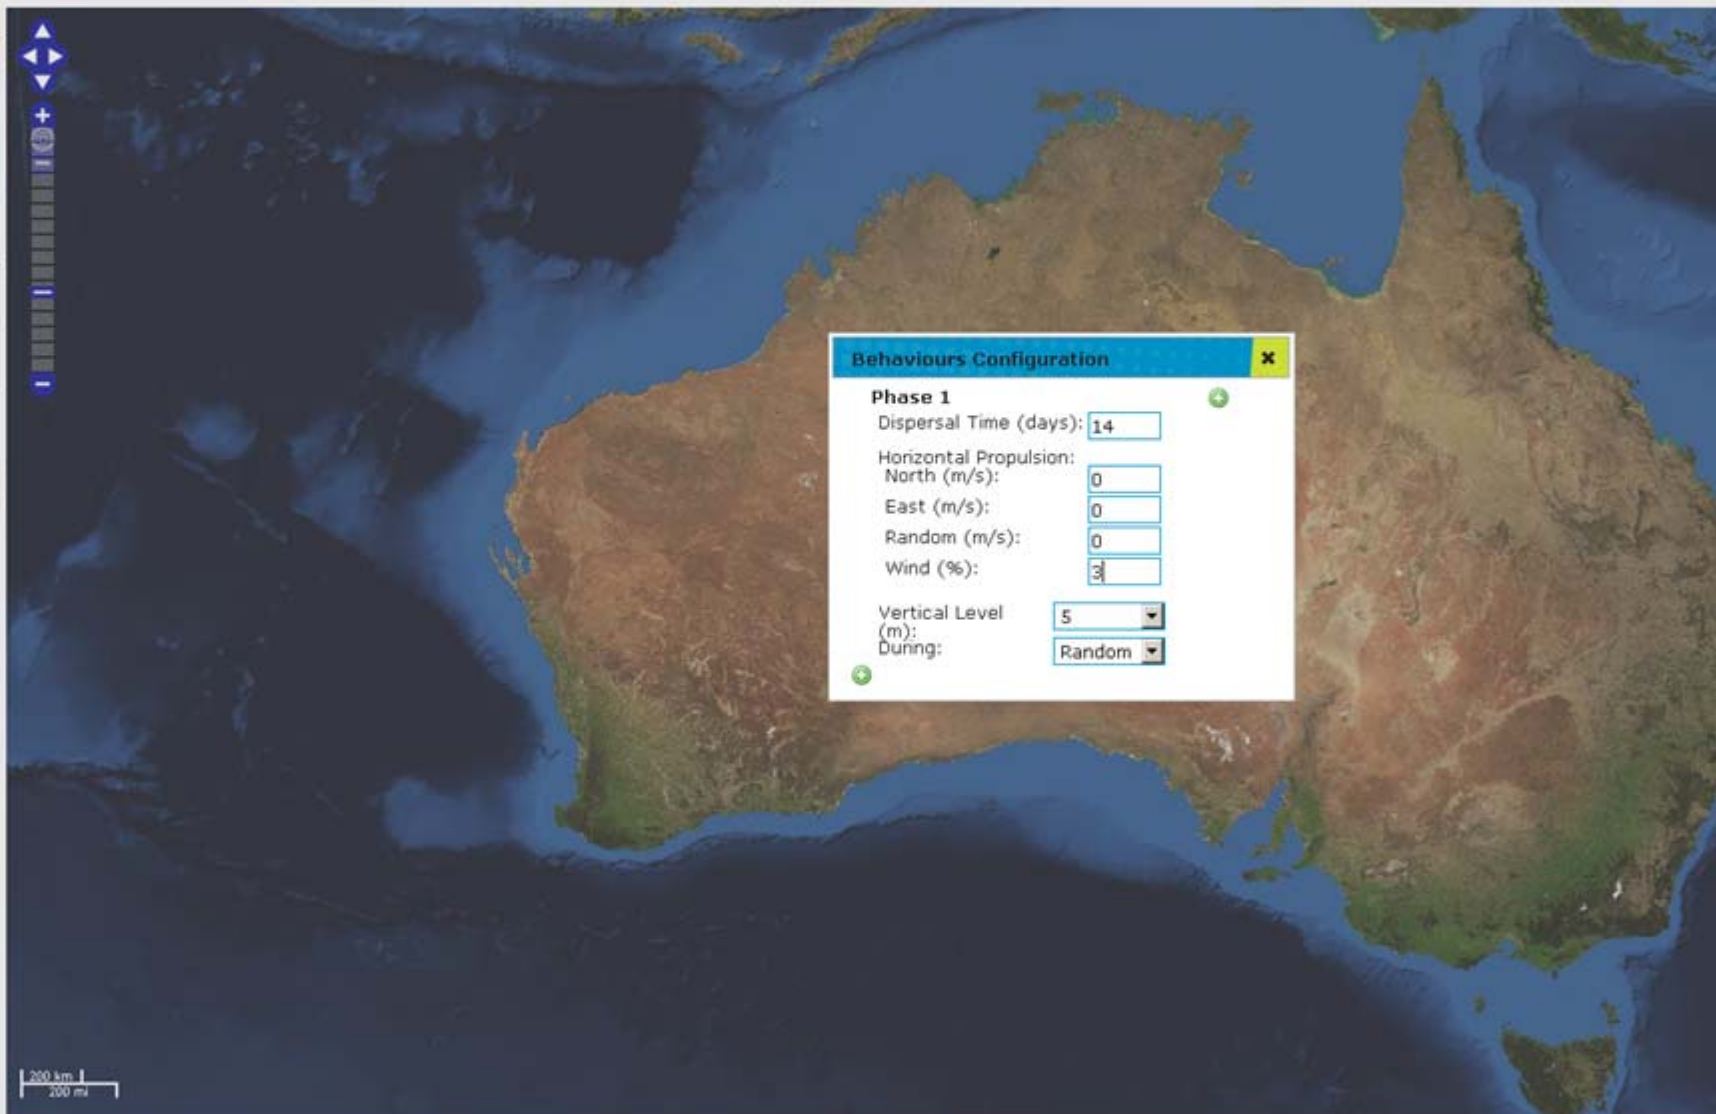 Behaviours Configuration
Phase 1
Dispersal Time (days): 14
Horizontal Propulsion:
North (m/s): 0
East (m/s): 0
Random (m/s): 0
Wind (%): 3
Vertical Level (m): 5
During: Random
200 km
200 mi